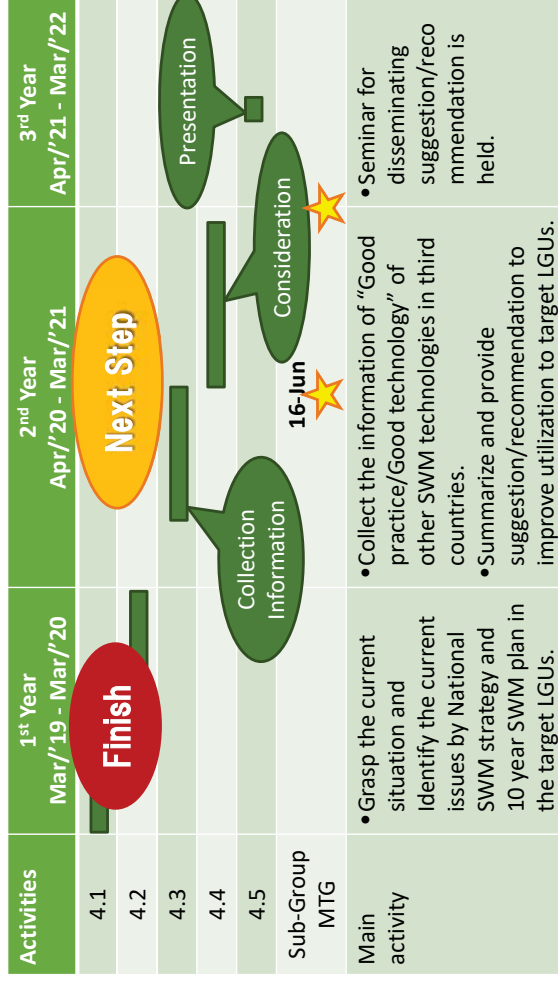 Activities
1st Year
Mar/’19 - Mar/’20
2nd Year
Apr/’20 - Mar/’21
3rd Year
Apr/’21 - Mar/’22
4.1
4.2
4.3
4.4
4.5
Finish
Next Step
Collection
Information
Consideration
Presentation
Sub-Group
MTG
16-Jun
Main
activity
•Grasp the current
situation and
Identify the current
issues by National
SWM strategy and
10 year SWM plan in
the target LGUs.
•Collect the information of “Good
practice/Good technology” of
other SWM technologies in third
countries.
•Summarize and provide
suggestion/recommendation to
improve utilization to target LGUs.
•Seminar for
disseminating
suggestion/reco
mmendation is
held.